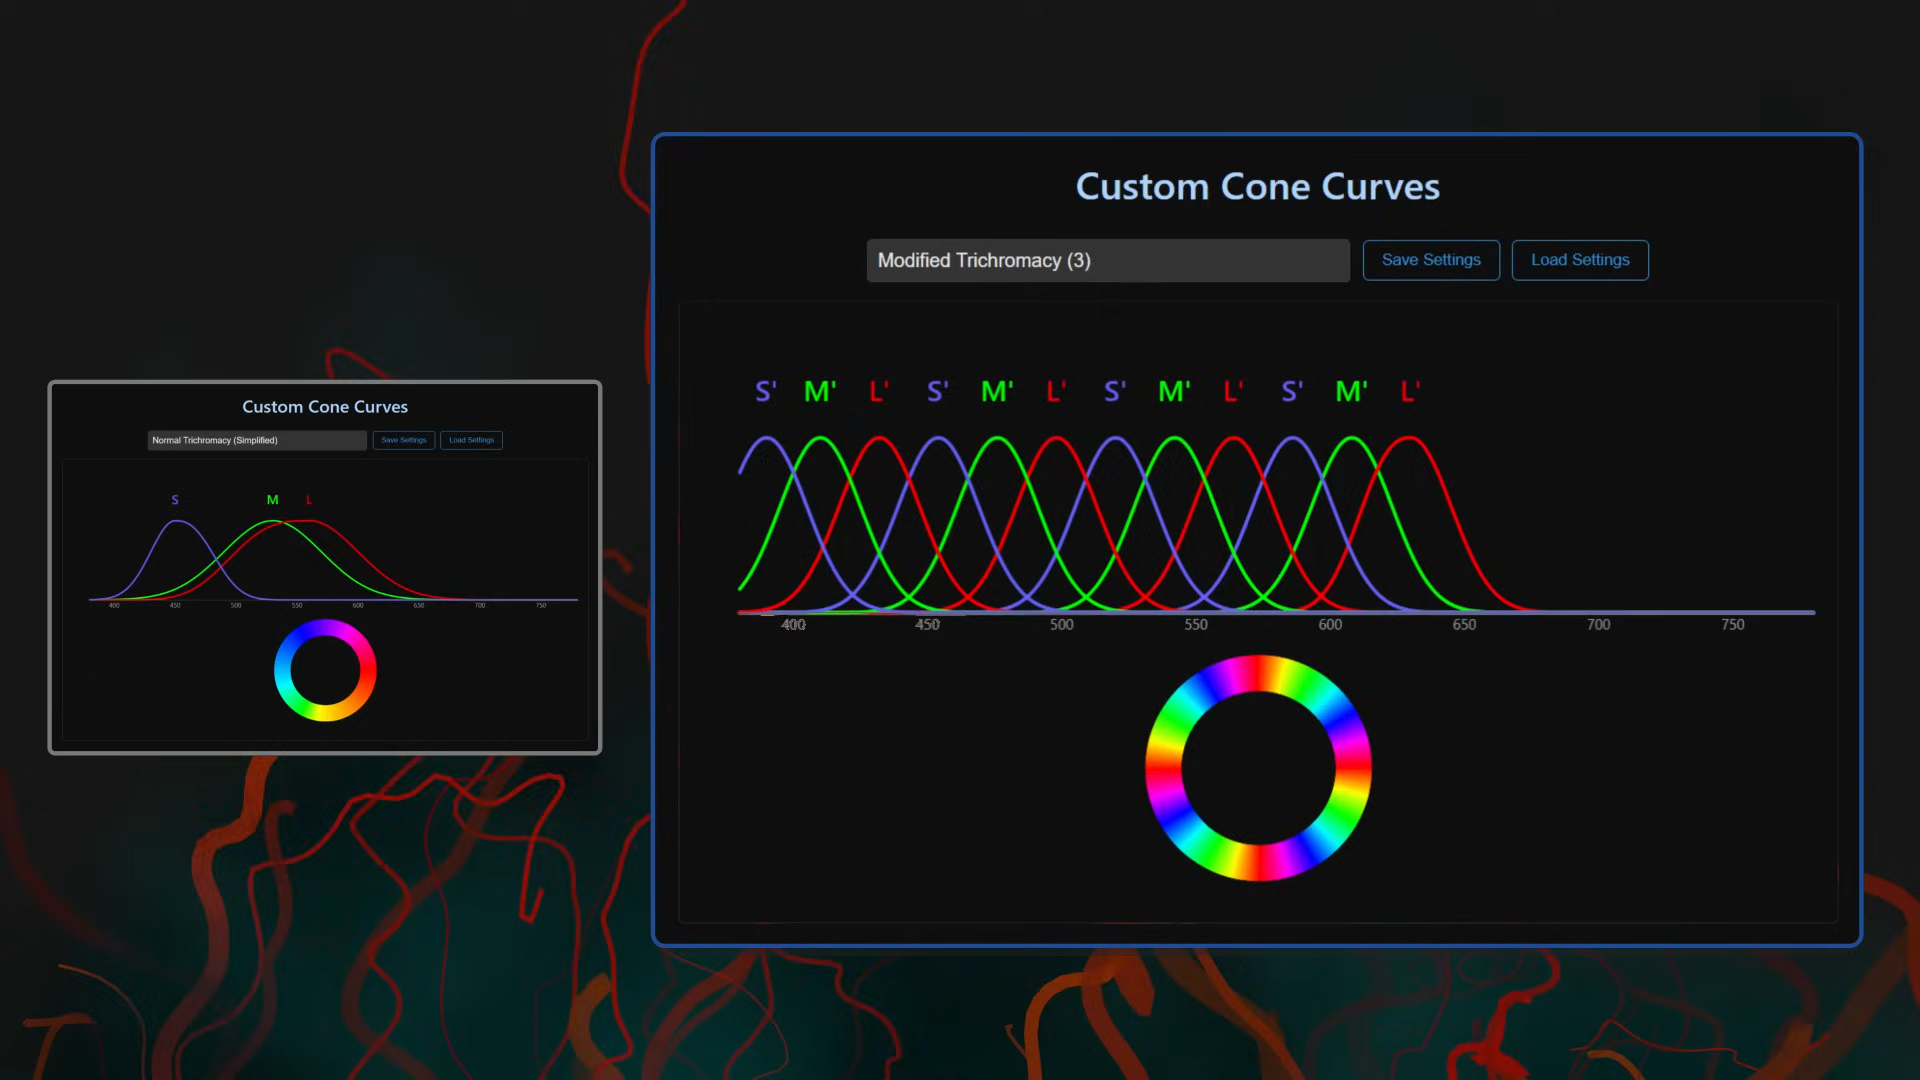 Custom Cone Curves
Normal Trichromacy (Simplified) Save Settings Load Settings
S M L
400 450 500 550 600 650 700 750
Custom Cone Curves
Modified Trichromacy (3) Save Settings Load Settings
S' M' L' S' M' L' S' M' L' S' M' L'
400 450 500 550 600 650 700 750